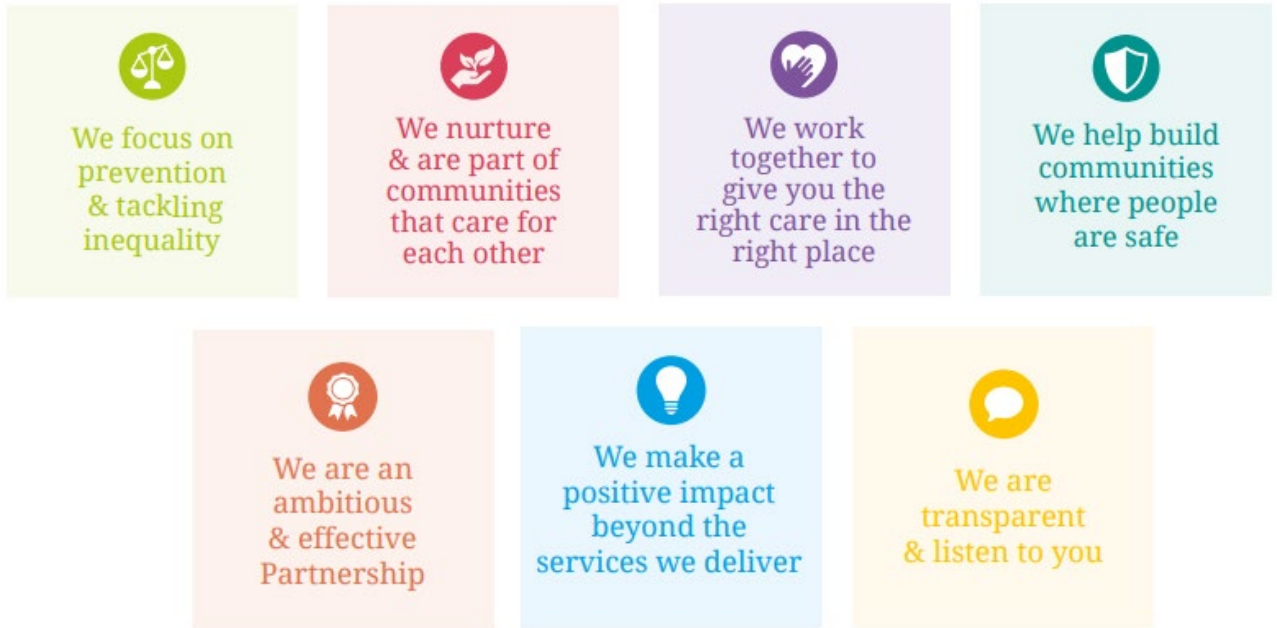 We focus on
prevention
& tackling
inequality
We nurture
& are part of
communities
that care for
each other
We work
together to
give you the
right care in the
right place
We help build
communities
where people
are safe
We are an
ambitious
& effective
Partnership
We make a
positive impact
beyond the
services we deliver
We are
transparent
& listen to you